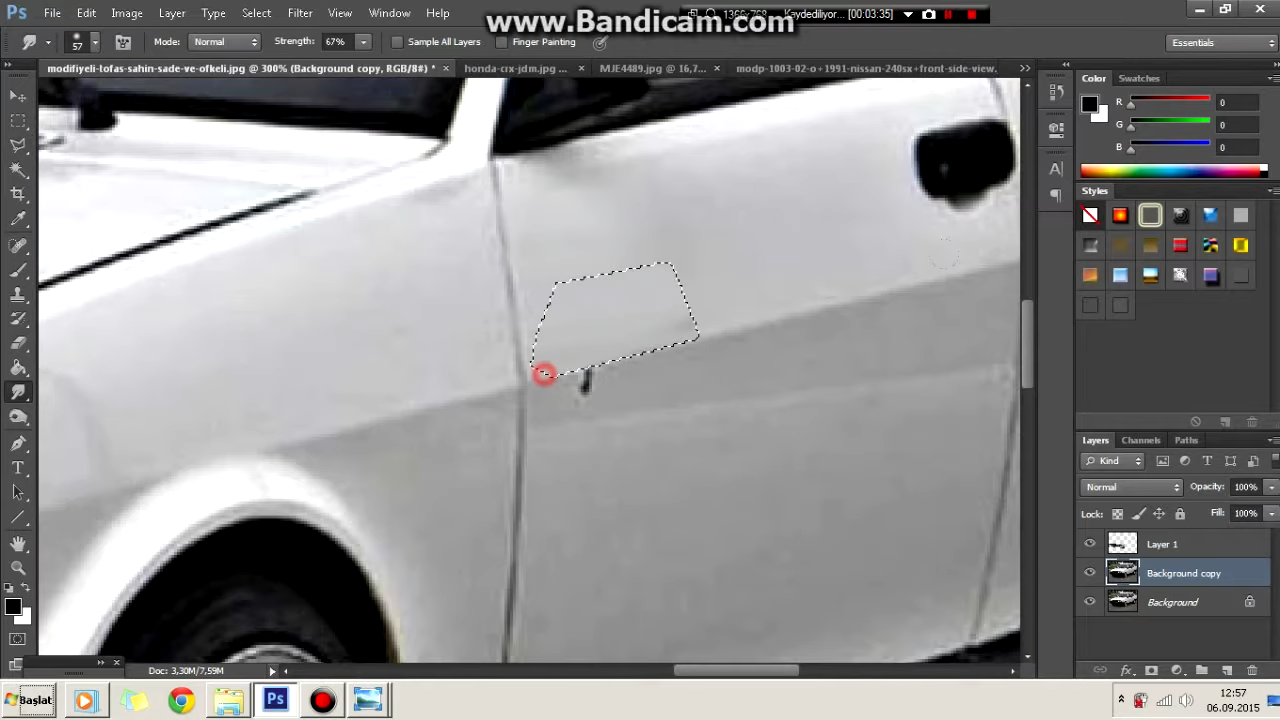 Ps File Edit Image Layer Type Select Filter View Window Help
www.Bandicam.com
1366x768 Kaydediliyor... [00:03:35]
57 Mode: Normal Strength: 67% Sample All Layers Finger Painting Essentials
modifiyeli-tofas-sahin-sade-ve-ofkeli.jpg @ 300% (Background copy, RGB/8#) * × honda-crx-jdm.jpg ... × MJE4489.jpg @ 16,7... × modp-1003-02-o+1991-nissan-240sx+front-side-view.
Color Swatches
R 0
G 0
B 0
Styles
Layers Channels Paths
Kind
Normal Opacity: 100%
Lock: Fill: 100%
Layer 1
Background copy
Background
Doc: 3,30M/7,59M
Başlat
Ps
12:57
06.09.2015